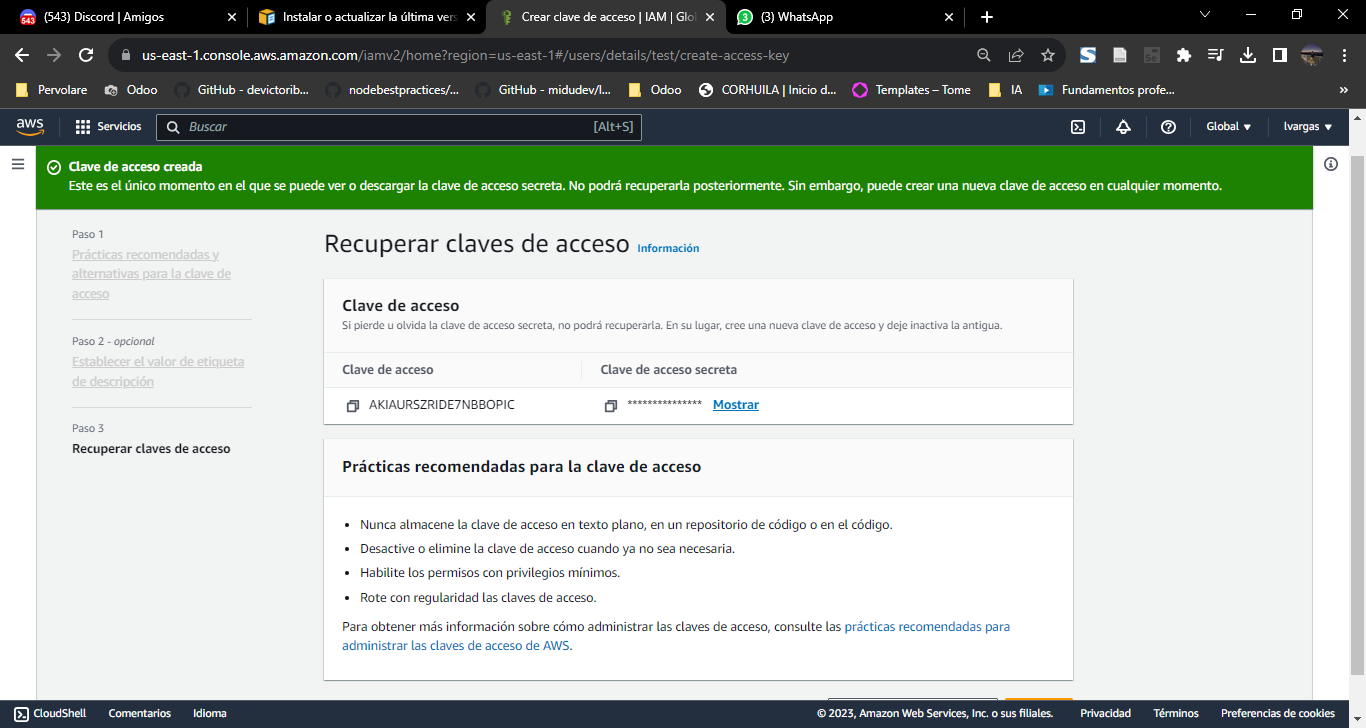 (543) Discord | Amigos
Instalar o actualizar la última vers
Crear clave de acceso | IAM | Glo
(3) WhatsApp
us-east-1.console.aws.amazon.com/iamv2/home?region=us-east-1#/users/details/test/create-access-key
Pervolare
Odoo
GitHub - devictorib...
nodebestpractices/...
GitHub - midudev/l...
Odoo
CORHUILA | Inicio d...
Templates – Tome
IA
Fundamentos profe...
»
aws
Servicios
Buscar
[Alt+S]
Global
lvargas
Clave de acceso creada
Este es el único momento en el que se puede ver o descargar la clave de acceso secreta. No podrá recuperarla posteriormente. Sin embargo, puede crear una nueva clave de acceso en cualquier momento.
Paso 1
Prácticas recomendadas y
alternativas para la clave de
acceso
Paso 2 - opcional
Establecer el valor de etiqueta
de descripción
Paso 3
Recuperar claves de acceso
Recuperar claves de acceso Información
Clave de acceso
Si pierde u olvida la clave de acceso secreta, no podrá recuperarla. En su lugar, cree una nueva clave de acceso y deje inactiva la antigua.
Clave de acceso
Clave de acceso secreta
AKIAURSZRIDE7NBBOPIC
*************** Mostrar
Prácticas recomendadas para la clave de acceso
• Nunca almacene la clave de acceso en texto plano, en un repositorio de código o en el código.
• Desactive o elimine la clave de acceso cuando ya no sea necesaria.
• Habilite los permisos con privilegios mínimos.
• Rote con regularidad las claves de acceso.
Para obtener más información sobre cómo administrar las claves de acceso, consulte las prácticas recomendadas para
administrar las claves de acceso de AWS.
CloudShell
Comentarios
Idioma
© 2023, Amazon Web Services, Inc. o sus filiales.
Privacidad
Términos
Preferencias de cookies